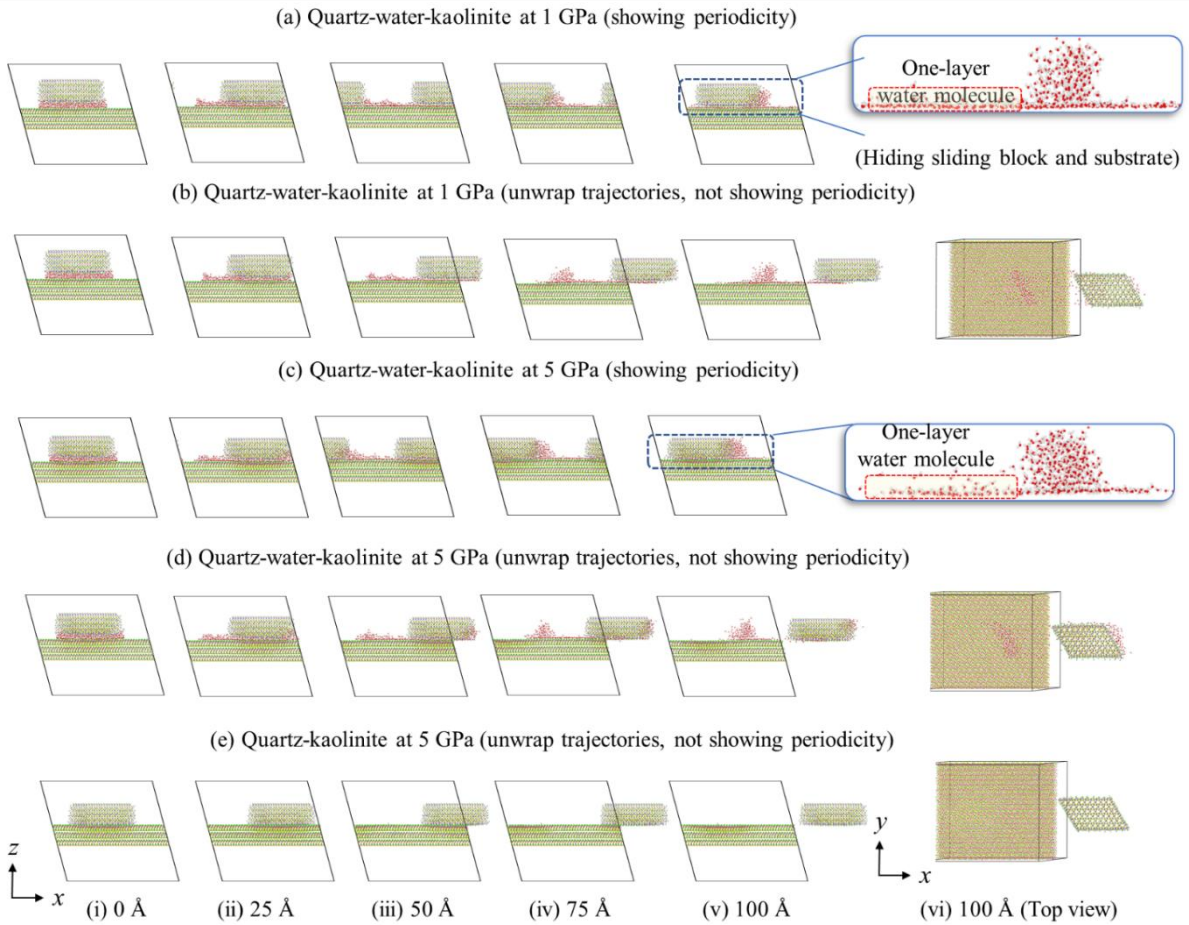 (a) Quartz-water-kaolinite at 1 GPa (showing periodicity)
One-layer
water molecule
(Hiding sliding block and substrate)
(b) Quartz-water-kaolinite at 1 GPa (unwrap trajectories, not showing periodicity)
(c) Quartz-water-kaolinite at 5 GPa (showing periodicity)
One-layer
water molecule
(d) Quartz-water-kaolinite at 5 GPa (unwrap trajectories, not showing periodicity)
(e) Quartz-kaolinite at 5 GPa (unwrap trajectories, not showing periodicity)
z
x
y
x
(i) 0 Å
(ii) 25 Å
(iii) 50 Å
(iv) 75 Å
(v) 100 Å
(vi) 100 Å (Top view)